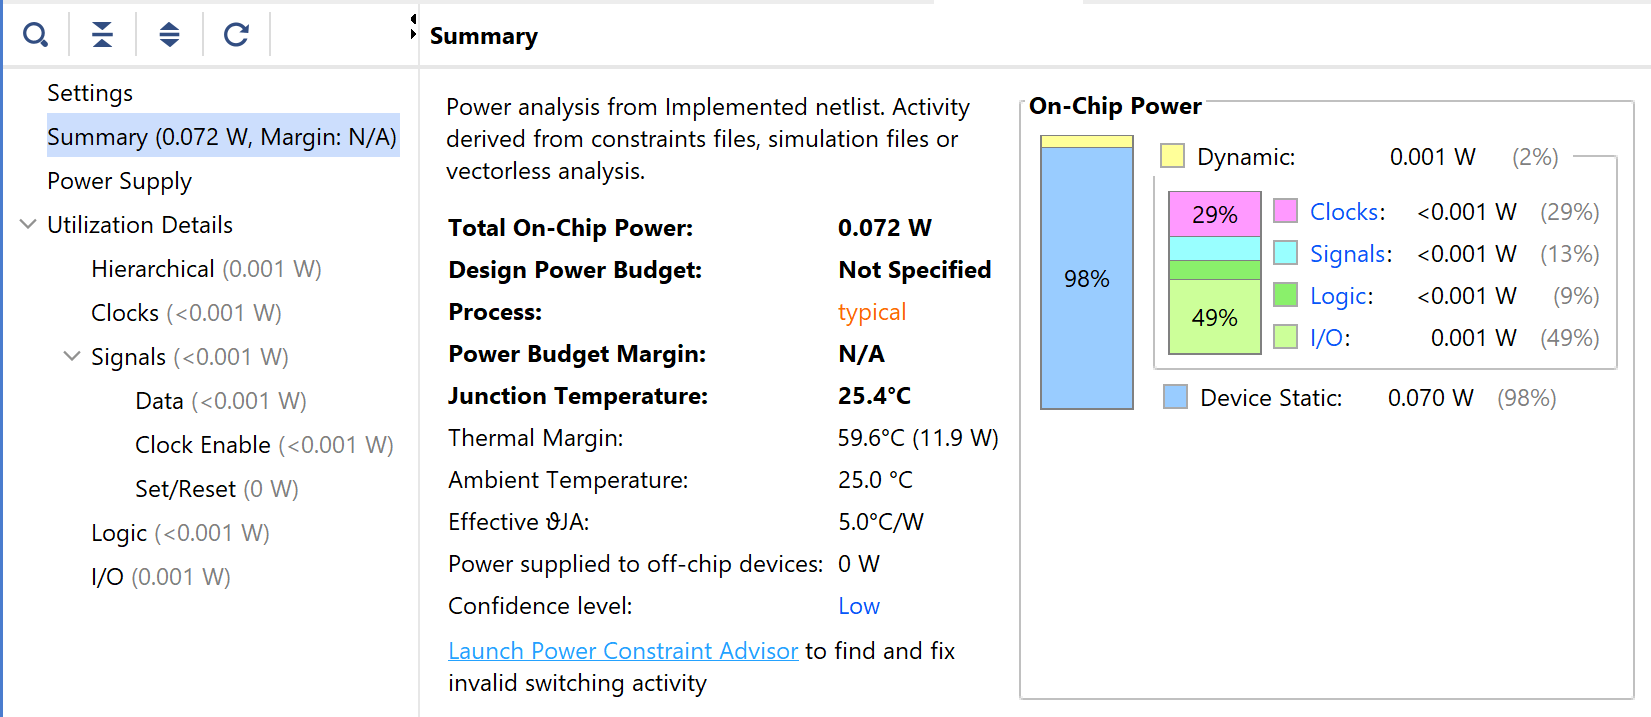 Summary
Settings
Summary (0.072 W, Margin: N/A)
Power Supply
Utilization Details
Hierarchical (0.001 W)
Clocks (<0.001 W)
Signals (<0.001 W)
Data (<0.001 W)
Clock Enable (<0.001 W)
Set/Reset (0 W)
Logic (<0.001 W)
I/O (0.001 W)
Power analysis from Implemented netlist. Activity
derived from constraints files, simulation files or
vectorless analysis.
Total On-Chip Power: 0.072 W
Design Power Budget: Not Specified
Process: typical
Power Budget Margin: N/A
Junction Temperature: 25.4°C
Thermal Margin: 59.6°C (11.9 W)
Ambient Temperature: 25.0 °C
Effective ϑJA: 5.0°C/W
Power supplied to off-chip devices: 0 W
Confidence level: Low
Launch Power Constraint Advisor to find and fix
invalid switching activity
On-Chip Power
98%
Dynamic: 0.001 W (2%)
29%
49%
Clocks: <0.001 W (29%)
Signals: <0.001 W (13%)
Logic: <0.001 W (9%)
I/O: 0.001 W (49%)
Device Static: 0.070 W (98%)